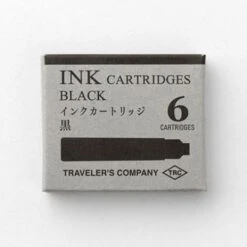 INK CARTRIDGES
BLACK
インクカートリッジ
黒
6
CARTRIDGES
TRAVELER'S COMPANY TRC